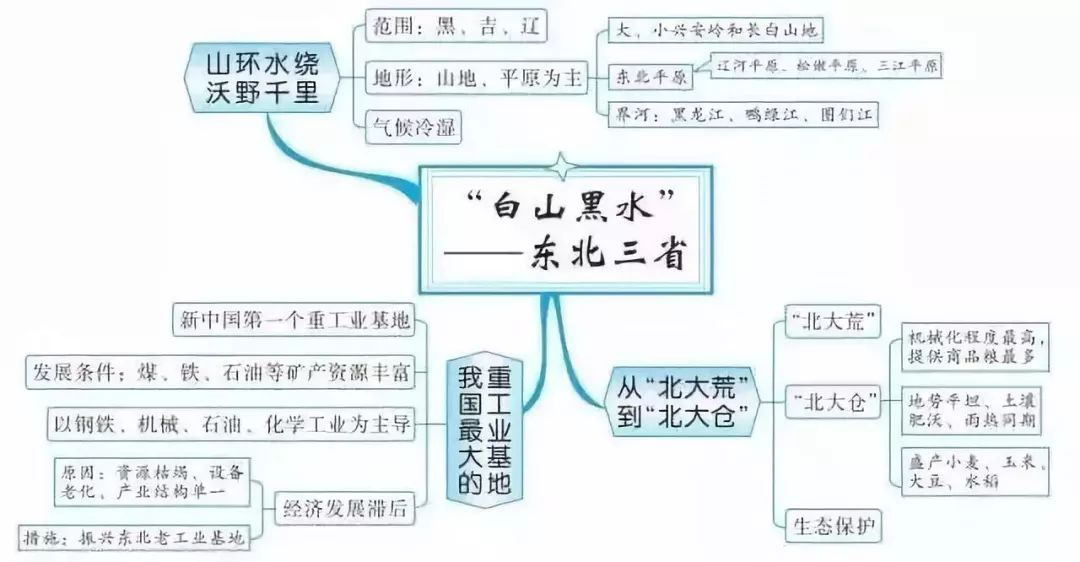 山环水绕
沃野千里
范围：黑、吉、辽
地形：山地、平原为主
大、小兴安岭和长白山地
东北平原
辽河平原、松嫩平原、三江平原
界河：黑龙江、鸭绿江、图们江
气候冷湿
“白山黑水”
——东北三省
新中国第一个重工业基地
发展条件：煤、铁、石油等矿产资源丰富
以钢铁、机械、石油、化学工业为主导
经济发展滞后
原因：资源枯竭、设备
老化、产业结构单一
措施：振兴东北老工业基地
我国最大的
重工业基地
从“北大荒”
到“北大仓”
“北大荒”
“北大仓”
机械化程度最高，
提供商品粮最多
地势平坦、土壤
肥沃、雨热同期
盛产小麦、玉米、
大豆、水稻
生态保护